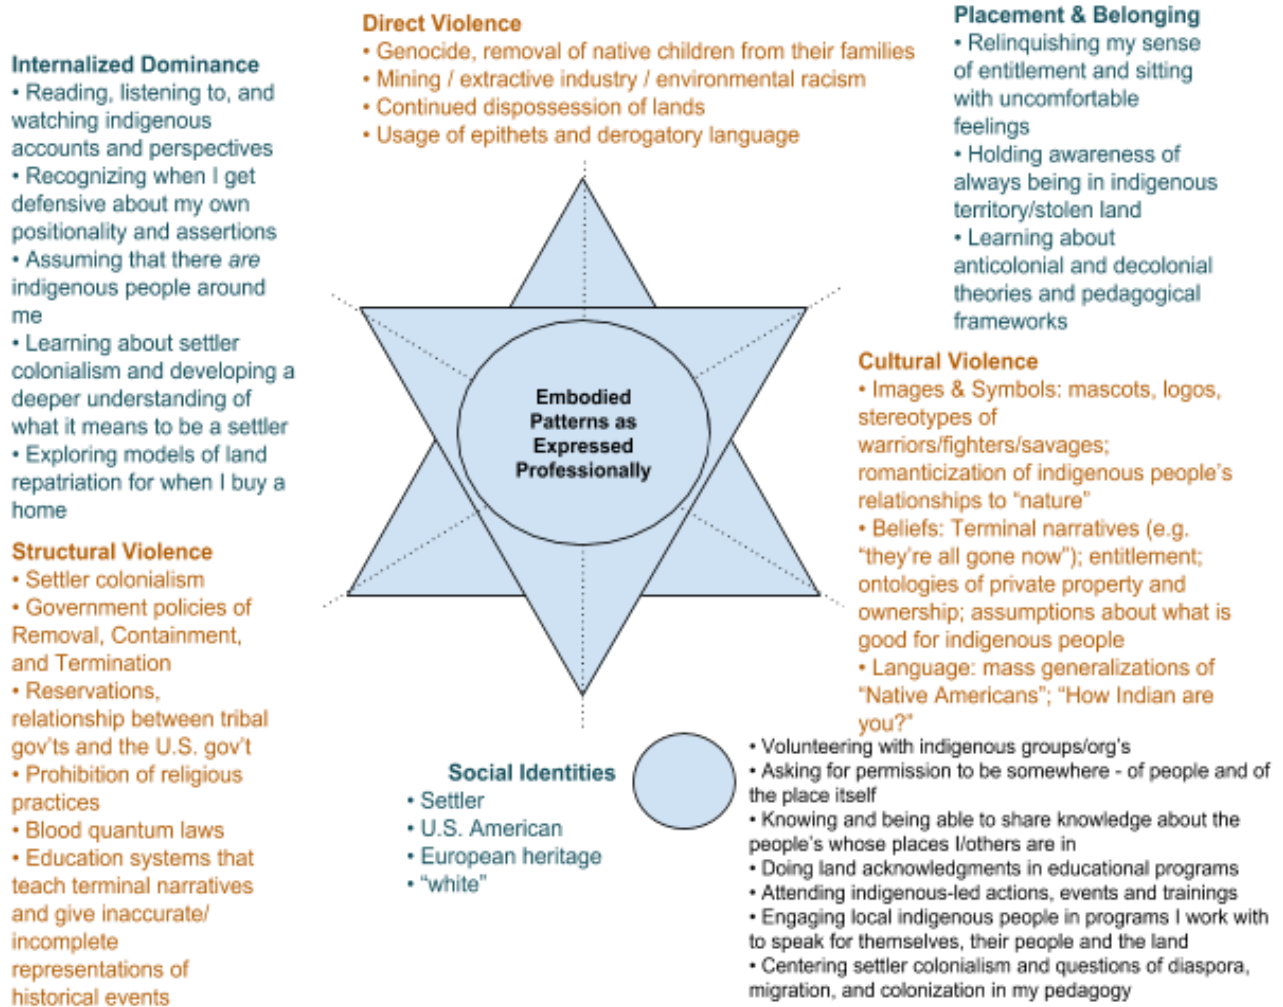 Direct Violence
• Genocide, removal of native children from their families
• Mining / extractive industry / environmental racism
• Continued dispossession of lands
• Usage of epithets and derogatory language
Placement & Belonging
• Relinquishing my sense
of entitlement and sitting
with uncomfortable
feelings
• Holding awareness of
always being in indigenous
territory/stolen land
• Learning about
anticolonial and decolonial
theories and pedagogical
frameworks
Internalized Dominance
• Reading, listening to, and
watching indigenous
accounts and perspectives
• Recognizing when I get
defensive about my own
positionality and assertions
• Assuming that there are
indigenous people around
me
• Learning about settler
colonialism and developing a
deeper understanding of
what it means to be a settler
• Exploring models of land
repatriation for when I buy a
home
Embodied
Patterns as
Expressed
Professionally
Cultural Violence
• Images & Symbols: mascots, logos,
stereotypes of
warriors/fighters/savages;
romanticization of indigenous people's
relationships to "nature"
• Beliefs: Terminal narratives (e.g.
"they're all gone now"); entitlement;
ontologies of private property and
ownership; assumptions about what is
good for indigenous people
• Language: mass generalizations of
"Native Americans"; "How Indian are
you?"
Structural Violence
• Settler colonialism
• Government policies of
Removal, Containment,
and Termination
• Reservations,
relationship between tribal
gov'ts and the U.S. gov't
• Prohibition of religious
practices
• Blood quantum laws
• Education systems that
teach terminal narratives
and give inaccurate/
incomplete
representations of
historical events
Social Identities
• Settler
• U.S. American
• European heritage
• "white"
• Volunteering with indigenous groups/org's
• Asking for permission to be somewhere - of people and of
the place itself
• Knowing and being able to share knowledge about the
people's whose places I/others are in
• Doing land acknowledgments in educational programs
• Attending indigenous-led actions, events and trainings
• Engaging local indigenous people in programs I work with
to speak for themselves, their people and the land
• Centering settler colonialism and questions of diaspora,
migration, and colonization in my pedagogy